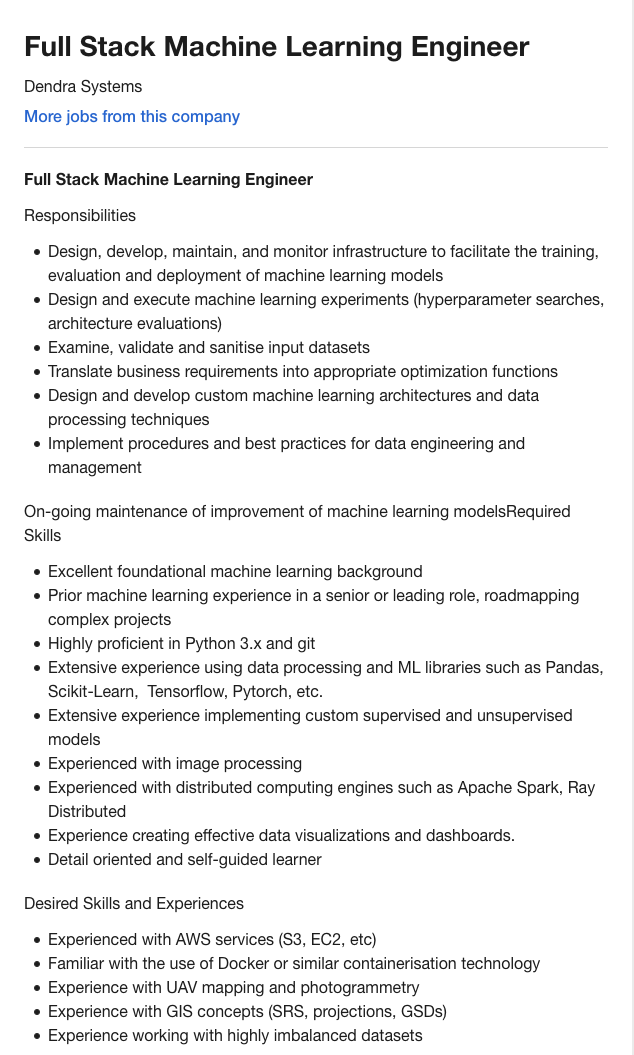 Full Stack Machine Learning Engineer
Dendra Systems
More jobs from this company
Full Stack Machine Learning Engineer
Responsibilities
• Design, develop, maintain, and monitor infrastructure to facilitate the training,
evaluation and deployment of machine learning models
• Design and execute machine learning experiments (hyperparameter searches,
architecture evaluations)
• Examine, validate and sanitise input datasets
• Translate business requirements into appropriate optimization functions
• Design and develop custom machine learning architectures and data
processing techniques
• Implement procedures and best practices for data engineering and
management
On-going maintenance of improvement of machine learning modelsRequired
Skills
• Excellent foundational machine learning background
• Prior machine learning experience in a senior or leading role, roadmapping
complex projects
• Highly proficient in Python 3.x and git
• Extensive experience using data processing and ML libraries such as Pandas,
Scikit-Learn,  Tensorflow, Pytorch, etc.
• Extensive experience implementing custom supervised and unsupervised
models
• Experienced with image processing
• Experienced with distributed computing engines such as Apache Spark, Ray
Distributed
• Experience creating effective data visualizations and dashboards.
• Detail oriented and self-guided learner
Desired Skills and Experiences
• Experienced with AWS services (S3, EC2, etc)
• Familiar with the use of Docker or similar containerisation technology
• Experience with UAV mapping and photogrammetry
• Experience with GIS concepts (SRS, projections, GSDs)
• Experience working with highly imbalanced datasets